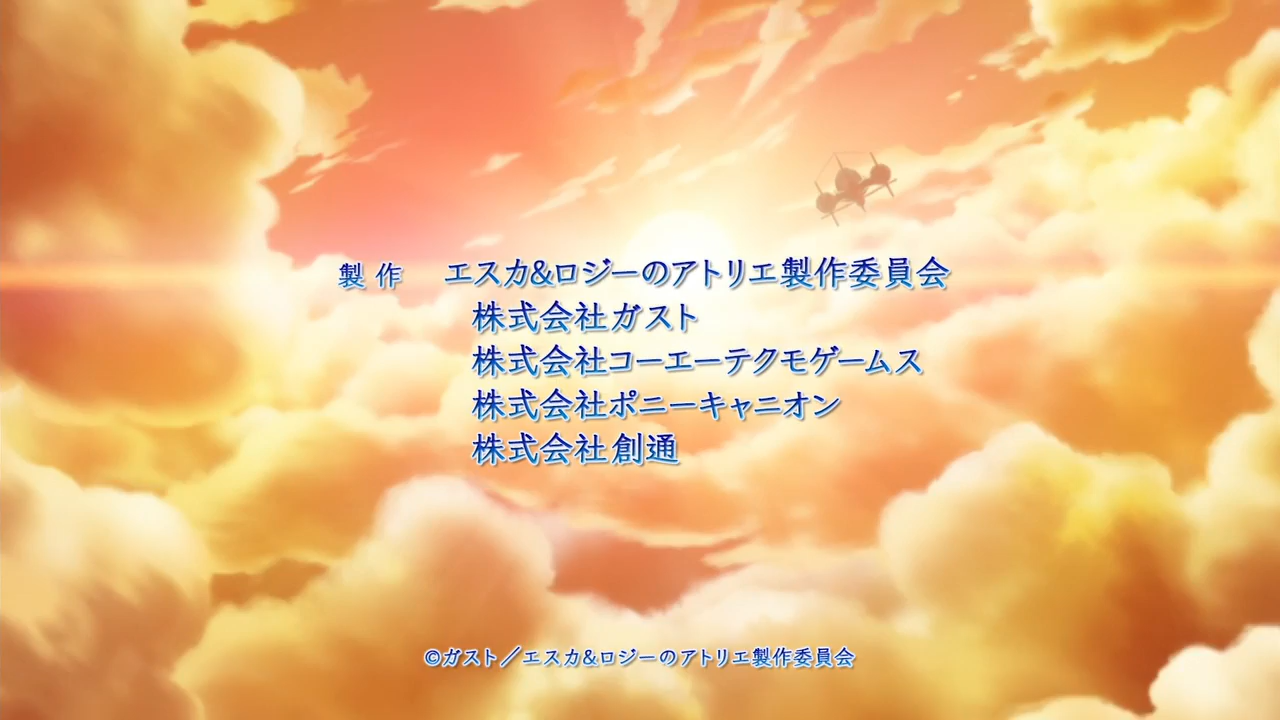 製作 エスカ&ロジーのアトリエ製作委員会
株式会社ガスト
株式会社コーエーテクモゲームス
株式会社ポニーキャニオン
株式会社創通
©ガスト／エスカ&ロジーのアトリエ製作委員会